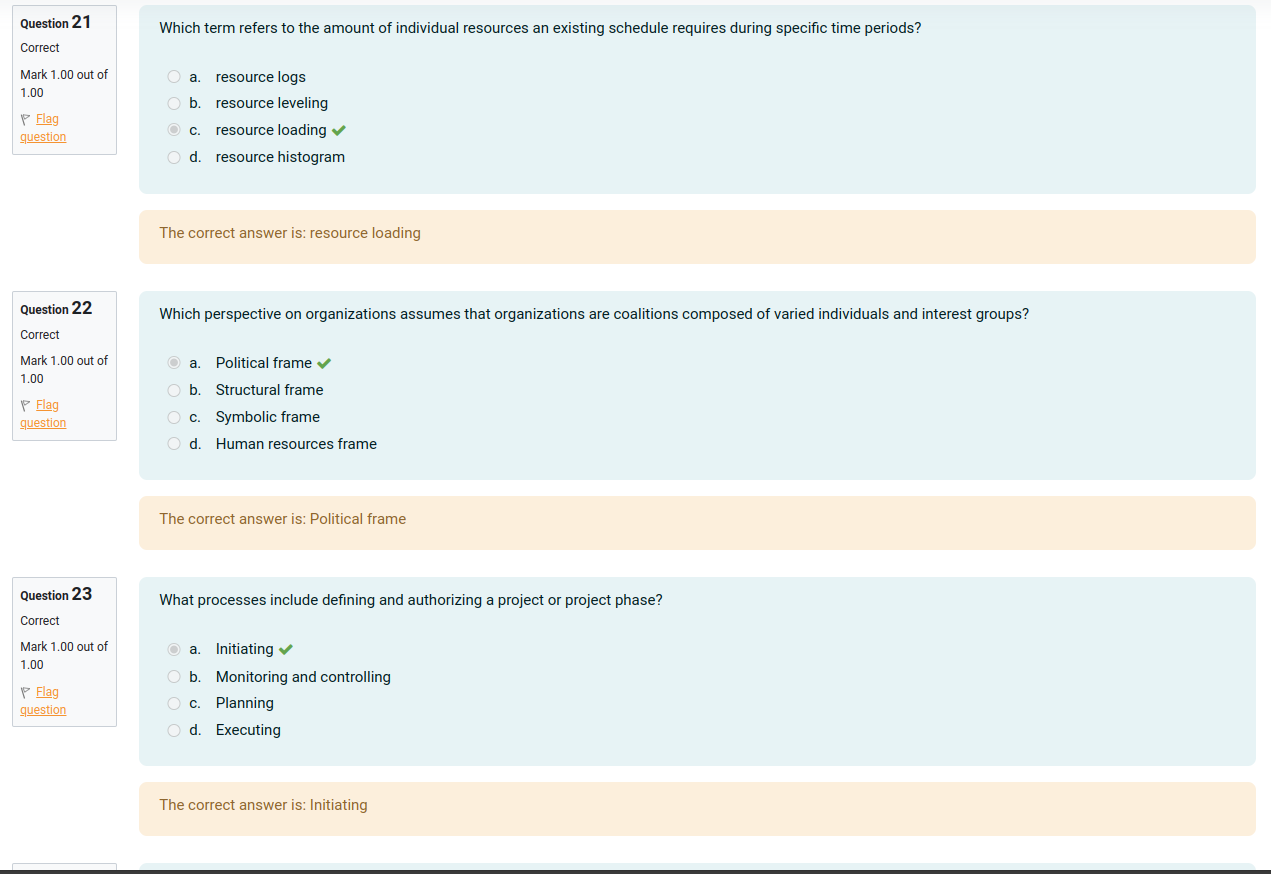 Question 21
Correct
Mark 1.00 out of
1.00
Flag
question
Which term refers to the amount of individual resources an existing schedule requires during specific time periods?
a. resource logs
b. resource leveling
c. resource loading
d. resource histogram
The correct answer is: resource loading
Question 22
Correct
Mark 1.00 out of
1.00
Flag
question
Which perspective on organizations assumes that organizations are coalitions composed of varied individuals and interest groups?
a. Political frame
b. Structural frame
c. Symbolic frame
d. Human resources frame
The correct answer is: Political frame
Question 23
Correct
Mark 1.00 out of
1.00
Flag
question
What processes include defining and authorizing a project or project phase?
a. Initiating
b. Monitoring and controlling
c. Planning
d. Executing
The correct answer is: Initiating